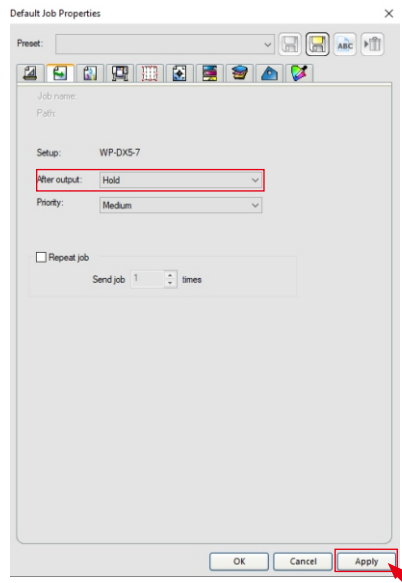 Default Job Properties
Preset:
ABC
Job name:
Path:
Setup: WP-DX5-7
After output: Hold
Priority: Medium
Repeat job
Send job 1 times
OK Cancel Apply